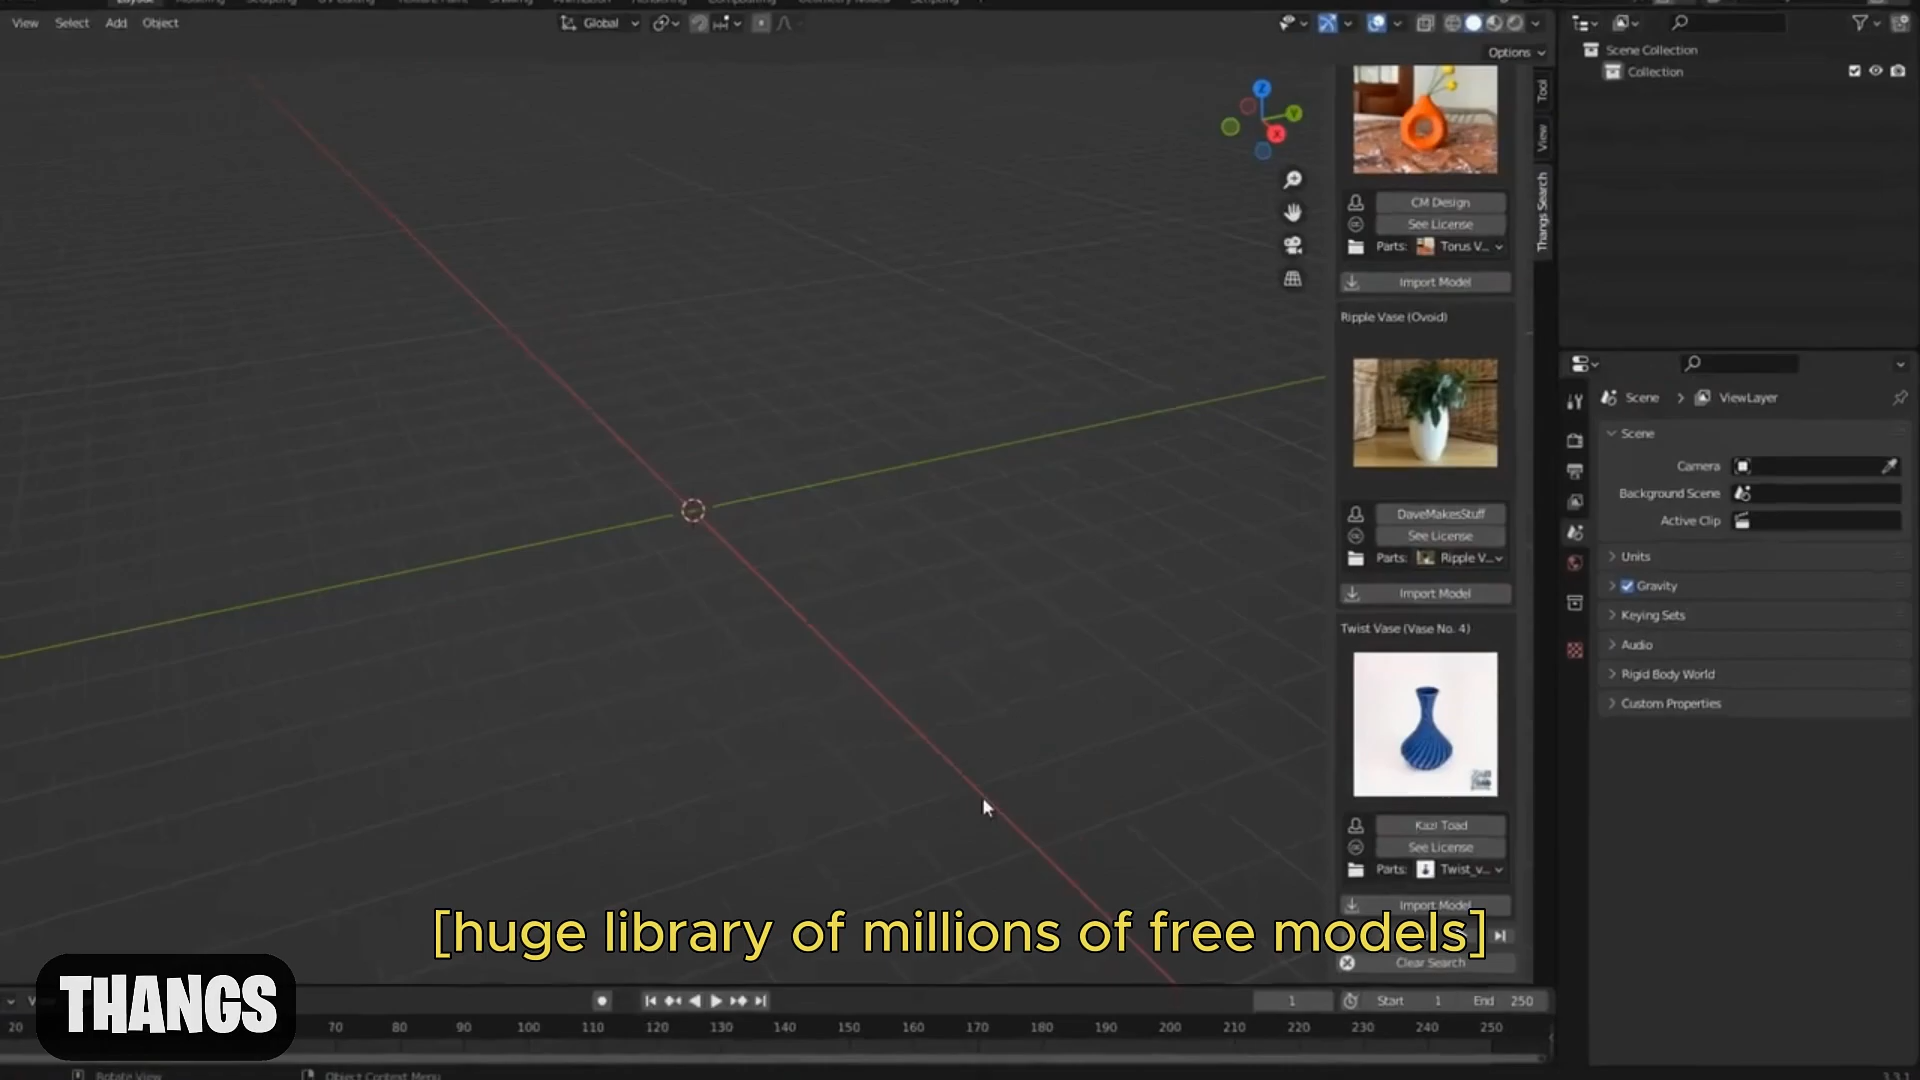 View Select Add Object
Global
Options
Tool
View
Thangs Search
CM Design
See License
Parts: Torus V...
Import Model
Ripple Vase (Ovoid)
DaveMakesStuff
See License
Parts: Ripple V...
Import Model
Twist Vase (Vase No. 4)
Kazi Toad
See License
Parts: Twist_v...
Import Model
Clear Search
Scene Collection
Collection
Scene > ViewLayer
Scene
Camera
Background Scene
Active Clip
Units
Gravity
Keying Sets
Audio
Rigid Body World
Custom Properties
[huge library of millions of free models]
THANGS
1 Start 1 End 250
20 70 80 90 100 110 120 130 140 150 160 170 180 190 200 210 220 230 240 250
Rotate View Object Context Menu
3.3.1